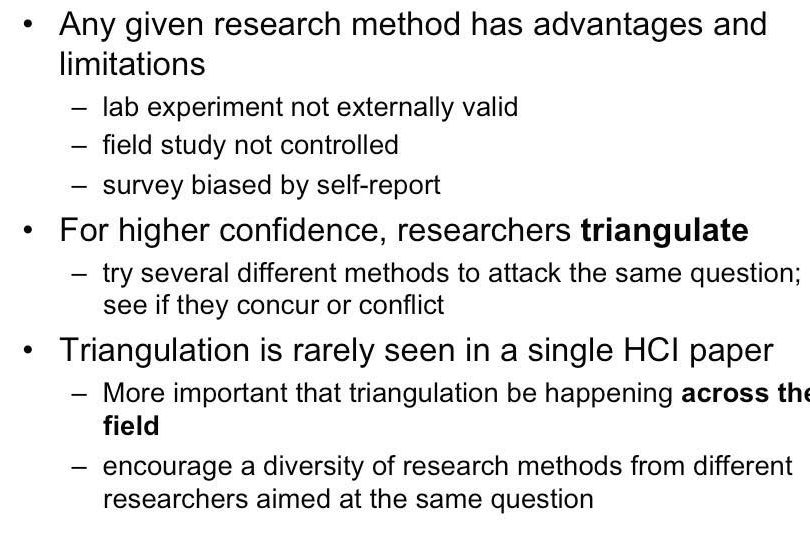 • Any given research method has advantages and
limitations
– lab experiment not externally valid
– field study not controlled
– survey biased by self-report
• For higher confidence, researchers triangulate
– try several different methods to attack the same question;
see if they concur or conflict
• Triangulation is rarely seen in a single HCI paper
– More important that triangulation be happening across the
field
– encourage a diversity of research methods from different
researchers aimed at the same question